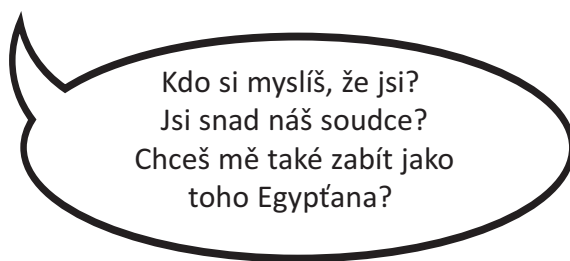 Kdo si myslíš, že jsi?
Jsi snad náš soudce?
Chceš mě také zabít jako
toho Egypťana?